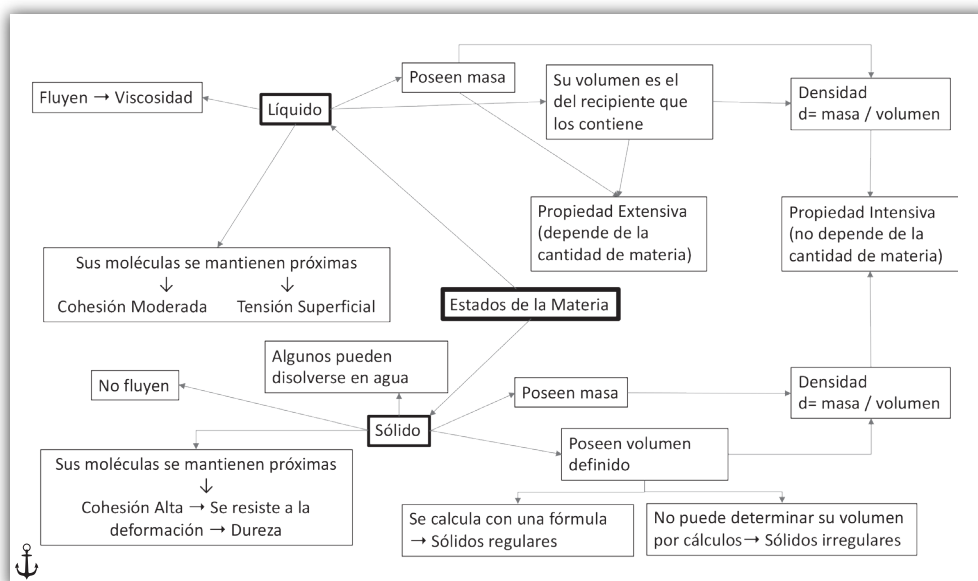 Poseen masa
Su volumen es el
del recipiente que
los contiene
Densidad
d= masa / volumen
Fluyen → Viscosidad
Líquido
Propiedad Extensiva
(depende de la
cantidad de materia)
Propiedad Intensiva
(no depende de la
cantidad de materia)
Sus moléculas se mantienen próximas
↓ ↓
Cohesión Moderada Tensión Superficial
Estados de la Materia
Algunos pueden
disolverse en agua
No fluyen
Poseen masa
Densidad
d= masa / volumen
Sólido
Poseen volumen
definido
Sus moléculas se mantienen próximas
↓
Cohesión Alta → Se resiste a la
deformación → Dureza
Se calcula con una fórmula
→ Sólidos regulares
No puede determinar su volumen
por cálculos→ Sólidos irregulares